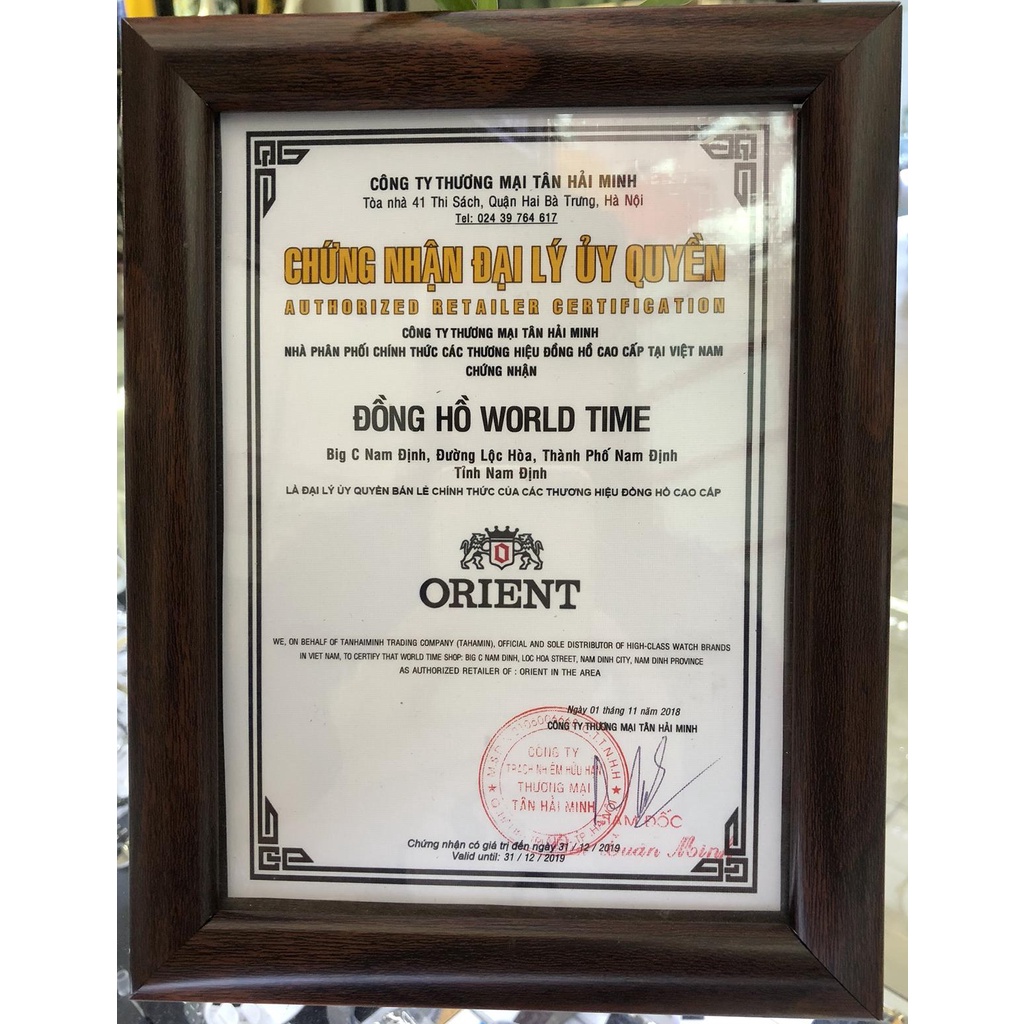 CÔNG TY THƯƠNG MẠI TÂN HẢI MINH
Tòa nhà 41 Thi Sách, Quận Hai Bà Trưng, Hà Nội
Tel: 024 39 764 617
CHỨNG NHẬN ĐẠI LÝ ỦY QUYỀN
AUTHORIZED RETAILER CERTIFICATION
CÔNG TY THƯƠNG MẠI TÂN HẢI MINH
NHÀ PHÂN PHỐI CHÍNH THỨC CÁC THƯƠNG HIỆU ĐỒNG HỒ CAO CẤP TẠI VIỆT NAM
CHỨNG NHẬN
ĐỒNG HỒ WORLD TIME
Big C Nam Định, Đường Lộc Hòa, Thành Phố Nam Định
Tỉnh Nam Định
LÀ ĐẠI LÝ ỦY QUYỀN BÁN LẺ CHÍNH THỨC CỦA CÁC THƯƠNG HIỆU ĐỒNG HỒ CAO CẤP
ORIENT
WE, ON BEHALF OF TANHAIMINH TRADING COMPANY (TAHAMIN), OFFICIAL AND SOLE DISTRIBUTOR OF HIGH-CLASS WATCH BRANDS
IN VIET NAM, TO CERTIFY THAT WORLD TIME SHOP: BIG C NAM DINH, LOC HOA STREET, NAM DINH CITY, NAM DINH PROVINCE
AS AUTHORIZED RETAILER OF : ORIENT IN THE AREA
Ngày 01 tháng 11 năm 2018
CÔNG TY THƯƠNG MẠI TÂN HẢI MINH
CÔNG TY
TRÁCH NHIỆM HỮU HẠN
THƯƠNG MẠI
TÂN HẢI MINH
GIÁM ĐỐC
Xuân Minh
Chứng nhận có giá trị đến ngày 31 / 12 / 2019
Valid until: 31 / 12 / 2019